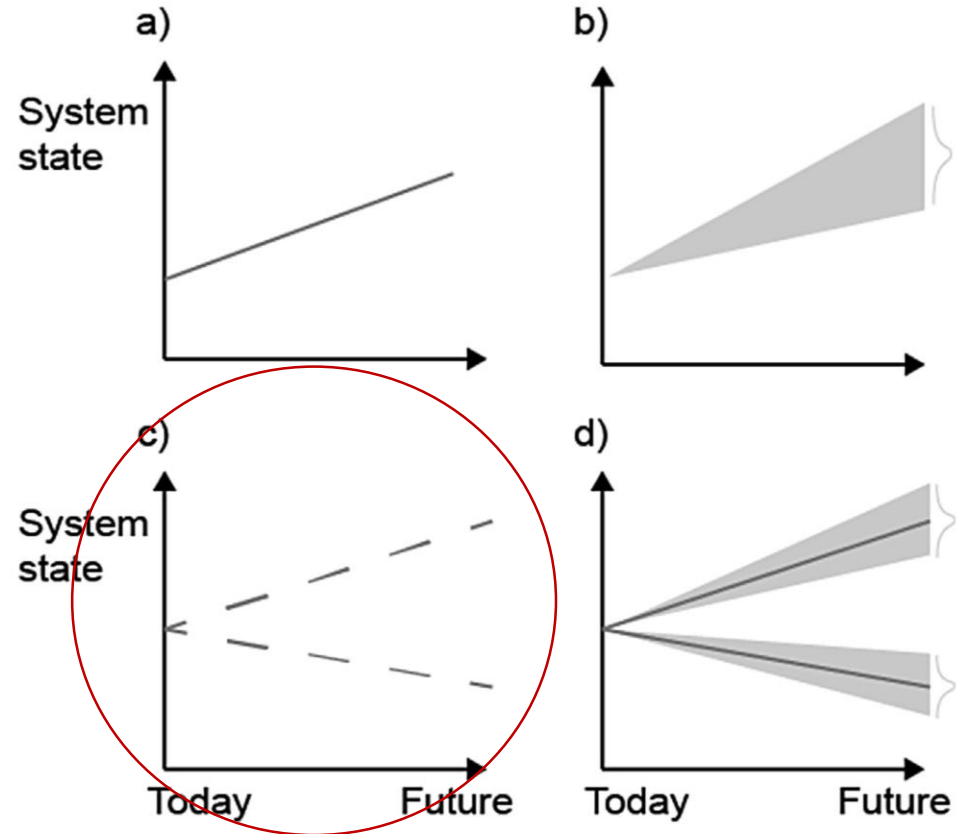 a)
b)
System
state
c)
d)
System
state
Today
Future
Today
Future